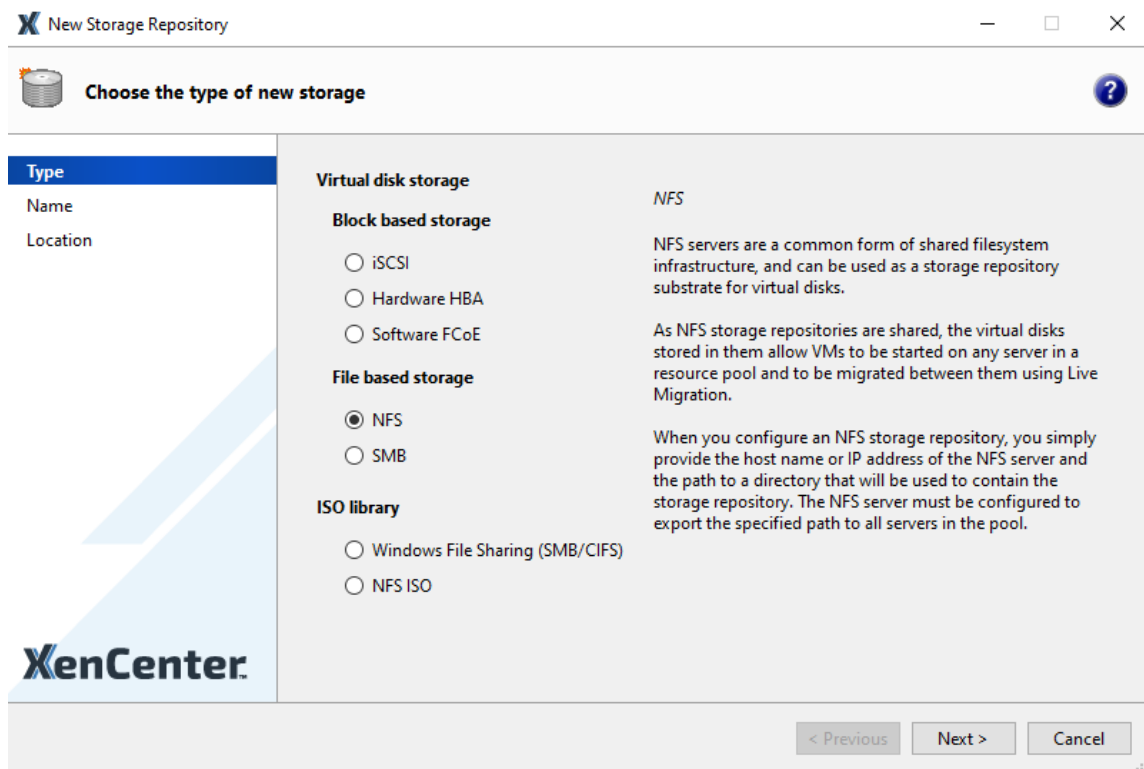 New Storage Repository
Choose the type of new storage
?
Type
Name
Location
Virtual disk storage
Block based storage
iSCSI
Hardware HBA
Software FCoE
File based storage
NFS
SMB
ISO library
Windows File Sharing (SMB/CIFS)
NFS ISO
NFS
NFS servers are a common form of shared filesystem
infrastructure, and can be used as a storage repository
substrate for virtual disks.
As NFS storage repositories are shared, the virtual disks
stored in them allow VMs to be started on any server in a
resource pool and to be migrated between them using Live
Migration.
When you configure an NFS storage repository, you simply
provide the host name or IP address of the NFS server and
the path to a directory that will be used to contain the
storage repository. The NFS server must be configured to
export the specified path to all servers in the pool.
XenCenter™
< Previous
Next >
Cancel